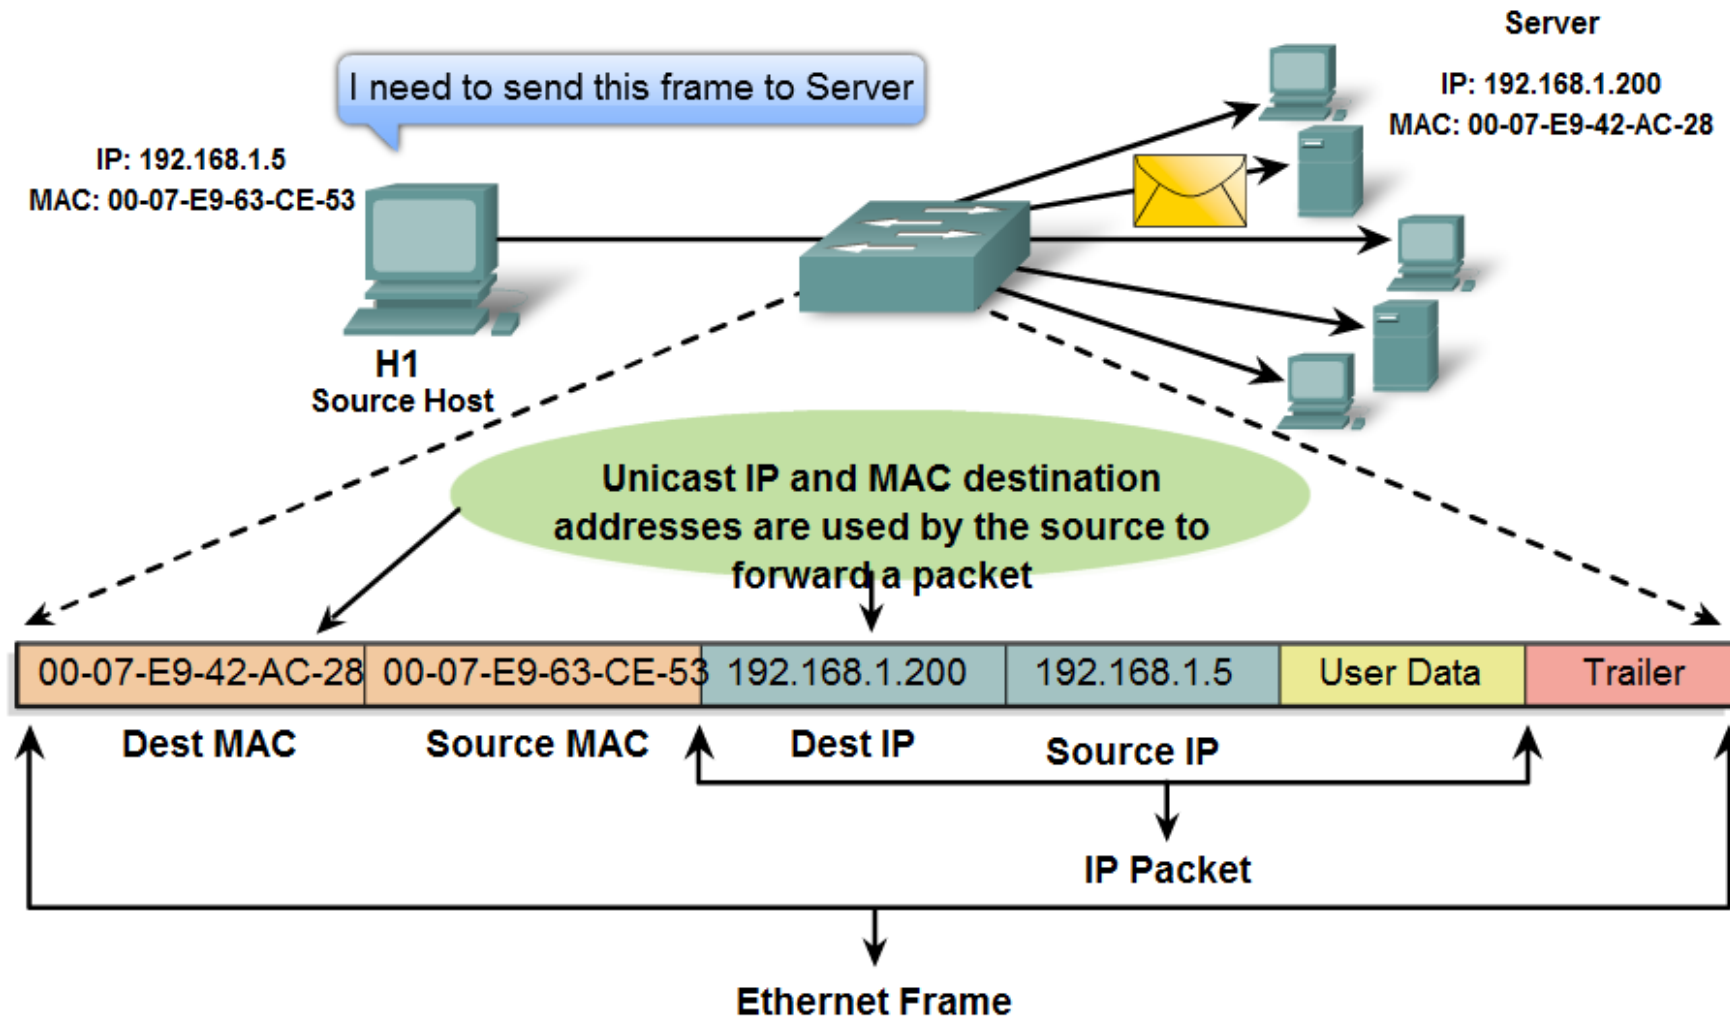 Server
I need to send this frame to Server
IP: 192.168.1.200
MAC: 00-07-E9-42-AC-28
IP: 192.168.1.5
MAC: 00-07-E9-63-CE-53
H1
Source Host
Unicast IP and MAC destination
addresses are used by the source to
forward a packet
00-07-E9-42-AC-28 00-07-E9-63-CE-53 192.168.1.200 192.168.1.5 User Data Trailer
Dest MAC Source MAC Dest IP Source IP
IP Packet
Ethernet Frame